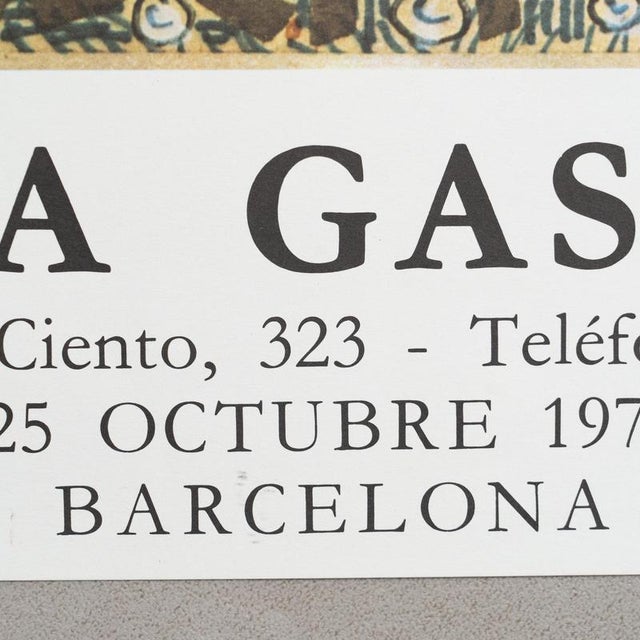 A GAS
Ciento, 323 - Teléf
25 OCTUBRE 197
BARCELONA